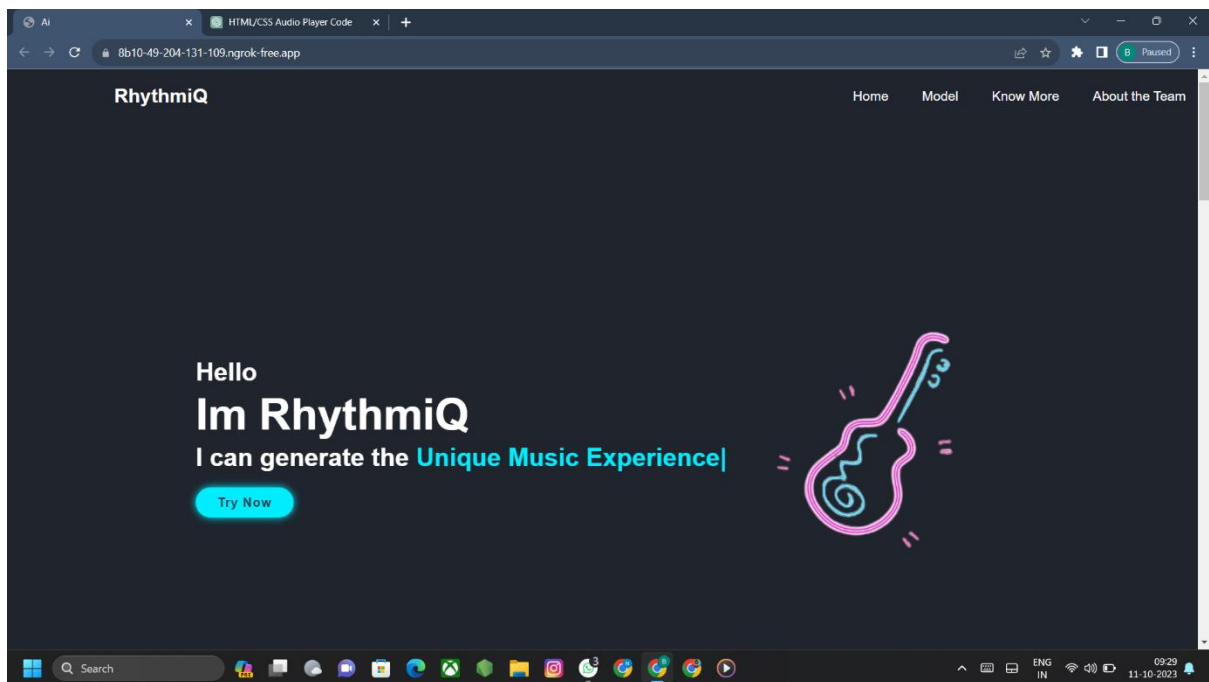 Ai
HTML/CSS Audio Player Code
8b10-49-204-131-109.ngrok-free.app
B Paused
RhythmiQ
Home Model Know More About the Team
Hello
Im RhythmiQ
I can generate the Unique Music Experience|
Try Now
Search
PRE
3
ENG
IN
09:29
11-10-2023